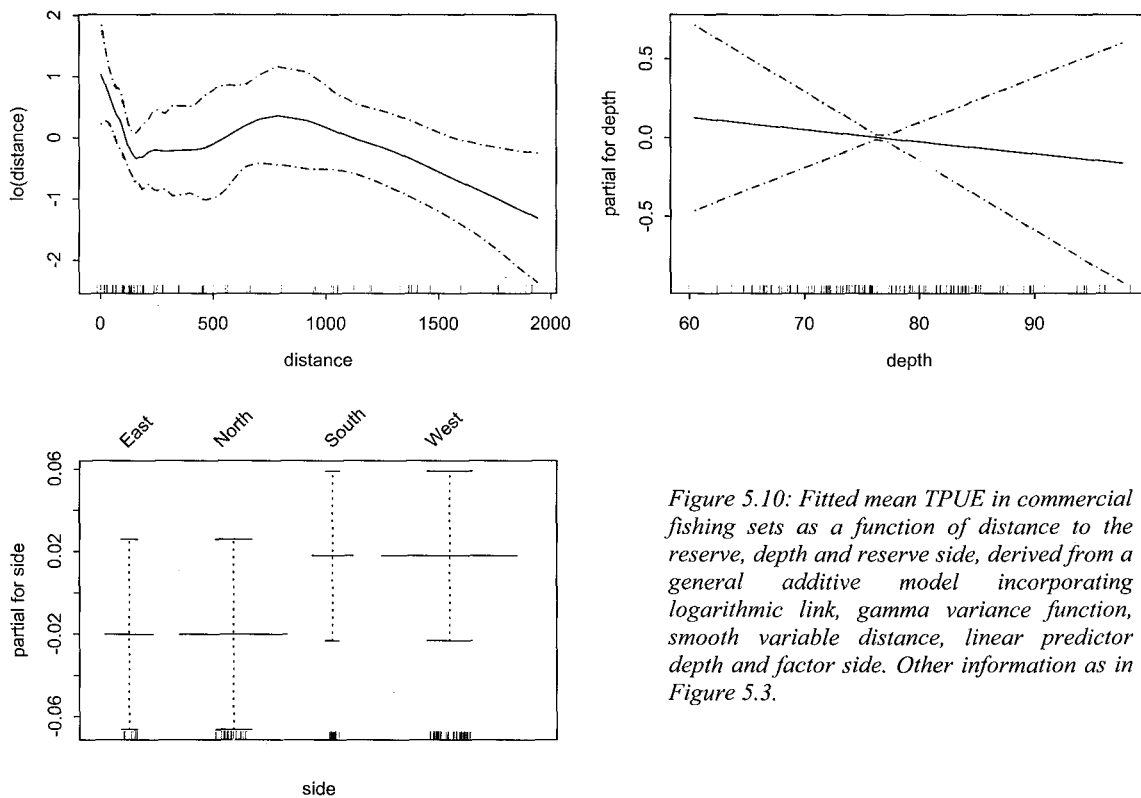 lo(distance)
2
1
0
-1
-2
0
500
1000
1500
2000
distance
partial for depth
0.5
0.0
-0.5
60
70
80
90
depth
East
North
South
West
partial for side
0.06
0.02
-0.02
-0.06
side
Figure 5.10: Fitted mean TPUE in commercial
fishing sets as a function of distance to the
reserve, depth and reserve side, derived from a
general additive model incorporating
logarithmic link, gamma variance function,
smooth variable distance, linear predictor
depth and factor side. Other information as in
Figure 5.3.